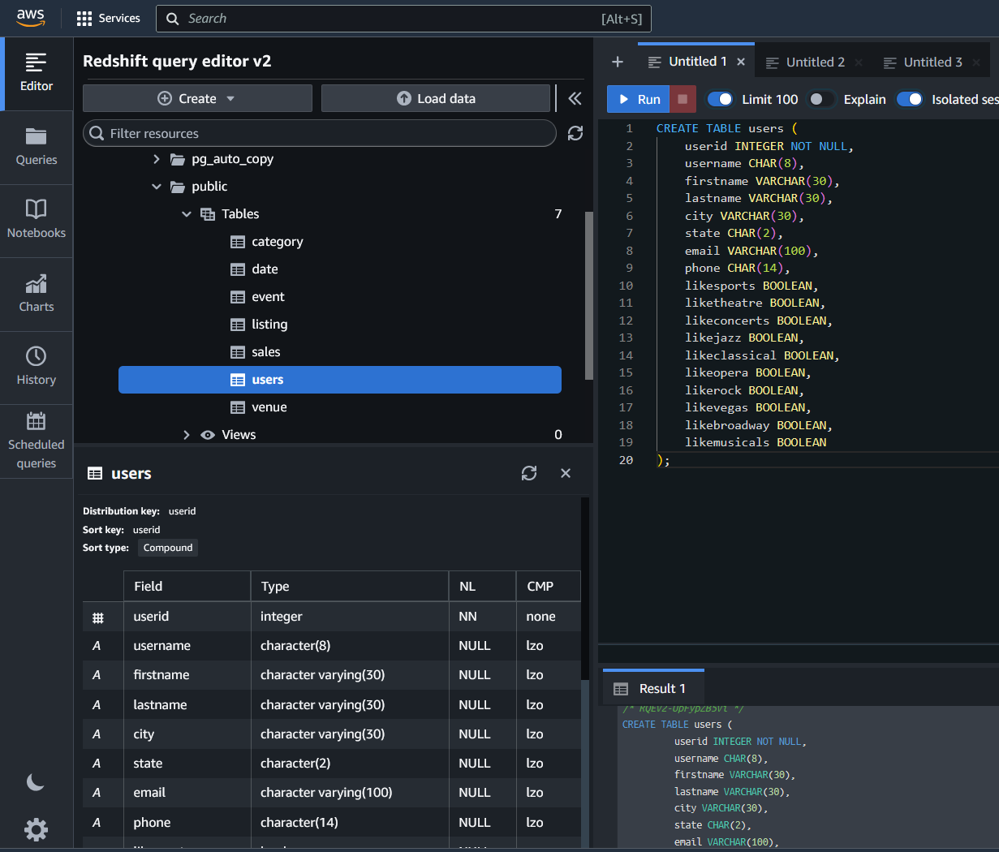 aws
Services
Search
[Alt+S]
Editor
Queries
Notebooks
Charts
History
Scheduled
queries
Redshift query editor v2
Create
Load data
Filter resources
pg_auto_copy
public
Tables 7
category
date
event
listing
sales
users
venue
Views 0
users
Distribution key: userid
Sort key: userid
Sort type: Compound
Field Type NL CMP
userid integer NN none
A username character(8) NULL lzo
A firstname character varying(30) NULL lzo
A lastname character varying(30) NULL lzo
A city character varying(30) NULL lzo
A state character(2) NULL lzo
A email character varying(100) NULL lzo
A phone character(14) NULL lzo
+ Untitled 1 × Untitled 2 × Untitled 3 ×
Run Limit 100 Explain Isolated ses
1 CREATE TABLE users (
2 userid INTEGER NOT NULL,
3 username CHAR(8),
4 firstname VARCHAR(30),
5 lastname VARCHAR(30),
6 city VARCHAR(30),
7 state CHAR(2),
8 email VARCHAR(100),
9 phone CHAR(14),
10 likesports BOOLEAN,
11 liketheatre BOOLEAN,
12 likeconcerts BOOLEAN,
13 likejazz BOOLEAN,
14 likeclassical BOOLEAN,
15 likeopera BOOLEAN,
16 likerock BOOLEAN,
17 likevegas BOOLEAN,
18 likebroadway BOOLEAN,
19 likemusicals BOOLEAN
20 );
Result 1
CREATE TABLE users (
userid INTEGER NOT NULL,
username CHAR(8),
firstname VARCHAR(30),
lastname VARCHAR(30),
city VARCHAR(30),
state CHAR(2),
email VARCHAR(100),